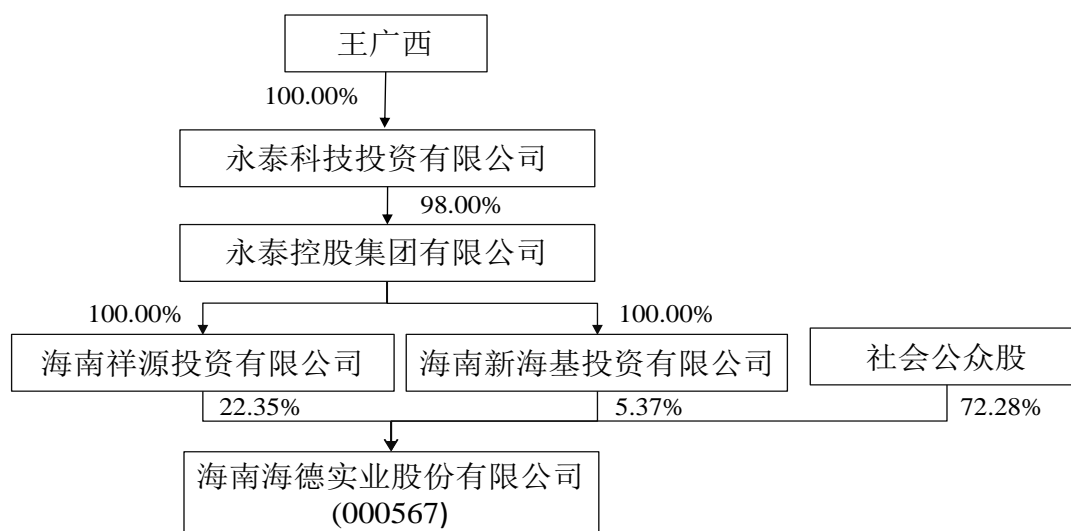 王广西
100.00%
永泰科技投资有限公司
98.00%
永泰控股集团有限公司
100.00%
100.00%
海南祥源投资有限公司
海南新海基投资有限公司
社会公众股
22.35%
5.37%
72.28%
海南海德实业股份有限公司
(000567)